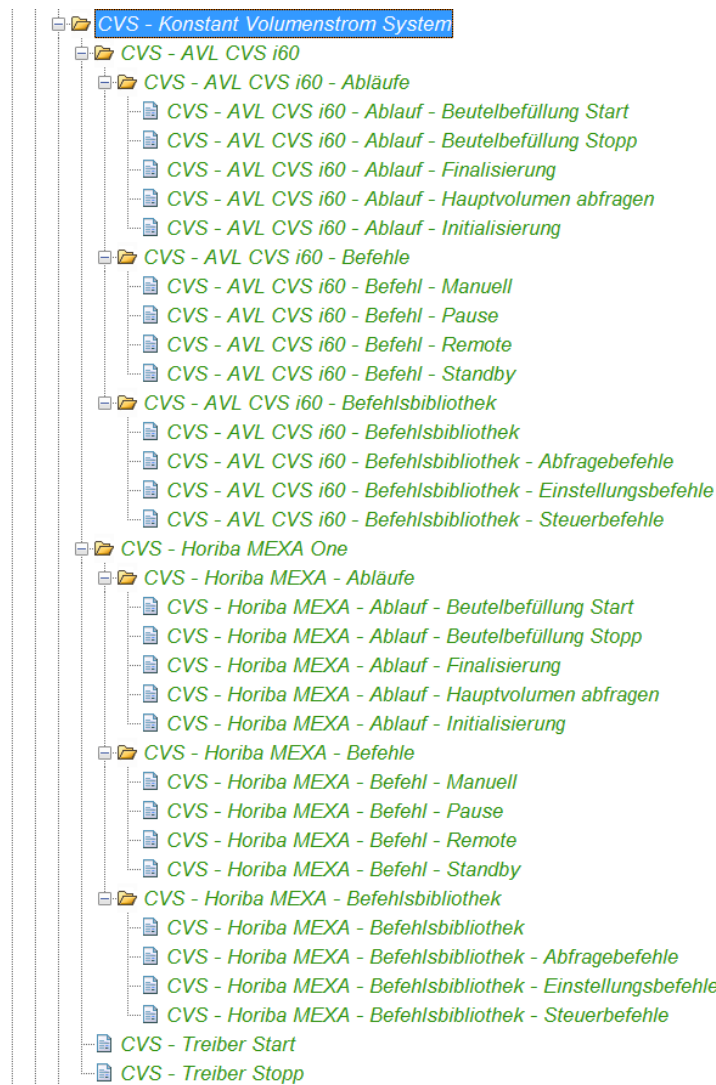 CVS - Konstant Volumenstrom System
CVS - AVL CVS i60
CVS - AVL CVS i60 - Abläufe
CVS - AVL CVS i60 - Ablauf - Beutelbefüllung Start
CVS - AVL CVS i60 - Ablauf - Beutelbefüllung Stopp
CVS - AVL CVS i60 - Ablauf - Finalisierung
CVS - AVL CVS i60 - Ablauf - Hauptvolumen abfragen
CVS - AVL CVS i60 - Ablauf - Initialisierung
CVS - AVL CVS i60 - Befehle
CVS - AVL CVS i60 - Befehl - Manuell
CVS - AVL CVS i60 - Befehl - Pause
CVS - AVL CVS i60 - Befehl - Remote
CVS - AVL CVS i60 - Befehl - Standby
CVS - AVL CVS i60 - Befehlsbibliothek
CVS - AVL CVS i60 - Befehlsbibliothek
CVS - AVL CVS i60 - Befehlsbibliothek - Abfragebefehle
CVS - AVL CVS i60 - Befehlsbibliothek - Einstellungsbefehle
CVS - AVL CVS i60 - Befehlsbibliothek - Steuerbefehle
CVS - Horiba MEXA One
CVS - Horiba MEXA - Abläufe
CVS - Horiba MEXA - Ablauf - Beutelbefüllung Start
CVS - Horiba MEXA - Ablauf - Beutelbefüllung Stopp
CVS - Horiba MEXA - Ablauf - Finalisierung
CVS - Horiba MEXA - Ablauf - Hauptvolumen abfragen
CVS - Horiba MEXA - Ablauf - Initialisierung
CVS - Horiba MEXA - Befehle
CVS - Horiba MEXA - Befehl - Manuell
CVS - Horiba MEXA - Befehl - Pause
CVS - Horiba MEXA - Befehl - Remote
CVS - Horiba MEXA - Befehl - Standby
CVS - Horiba MEXA - Befehlsbibliothek
CVS - Horiba MEXA - Befehlsbibliothek
CVS - Horiba MEXA - Befehlsbibliothek - Abfragebefehle
CVS - Horiba MEXA - Befehlsbibliothek - Einstellungsbefehle
CVS - Horiba MEXA - Befehlsbibliothek - Steuerbefehle
CVS - Treiber Start
CVS - Treiber Stopp